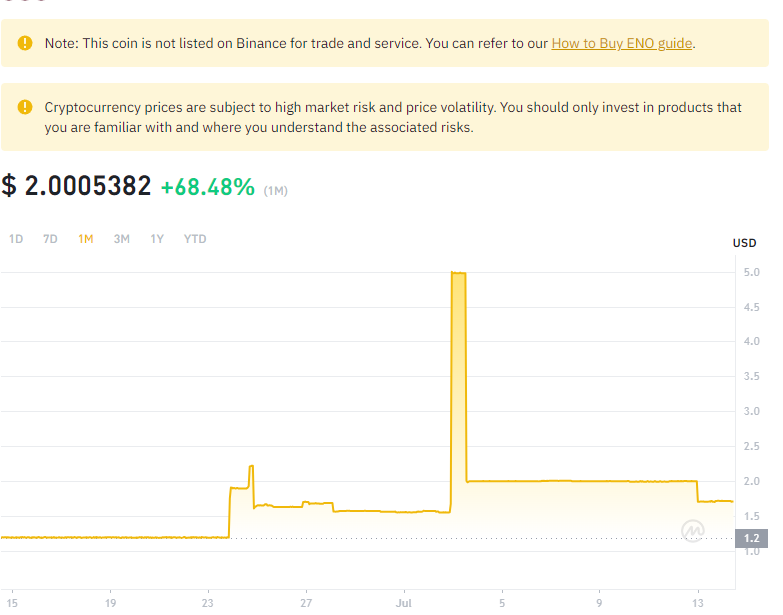 Note: This coin is not listed on Binance for trade and service. You can refer to our How to Buy ENO guide.
Cryptocurrency prices are subject to high market risk and price volatility. You should only invest in products that
you are familiar with and where you understand the associated risks.
$ 2.0005382 +68.48% (1M)
1D 7D 1M 3M 1Y YTD
USD
5.0
4.5
4.0
3.5
3.0
2.5
2.0
1.5
1.2
1.0
15 19 23 27 Jul 5 9 13